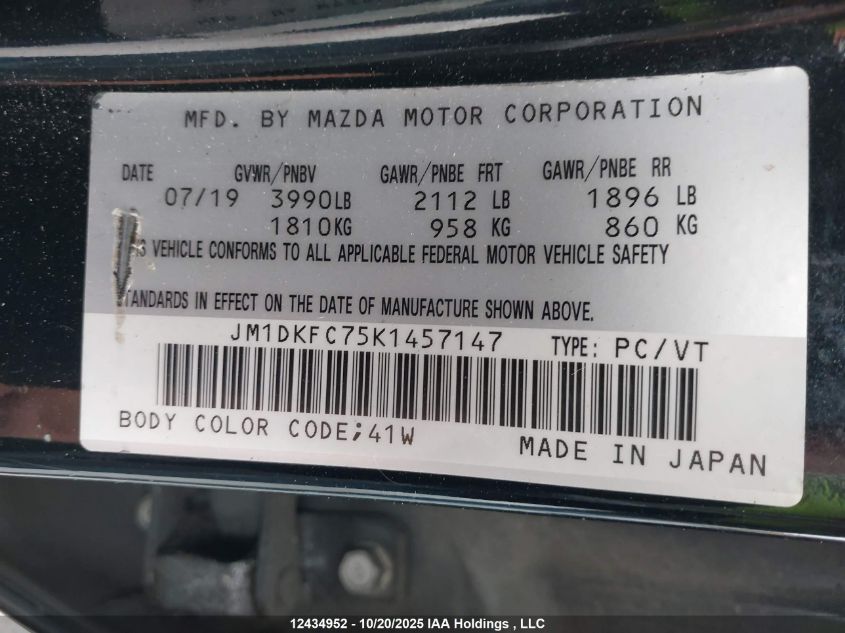 MFD. BY MAZDA MOTOR CORPORATION
DATE GVWR/PNBV GAWR/PNBE FRT GAWR/PNBE RR
07/19 3990LB 2112 LB 1896 LB
1810KG 958 KG 860 KG
VEHICLE CONFORMS TO ALL APPLICABLE FEDERAL MOTOR VEHICLE SAFETY
STANDARDS IN EFFECT ON THE DATE OF MANUFACTURE SHOWN ABOVE.
JM1DKFC75K1457147 TYPE: PC/VT
BODY COLOR CODE;41W
MADE IN JAPAN
12434952 - 10/20/2025 IAA Holdings , LLC